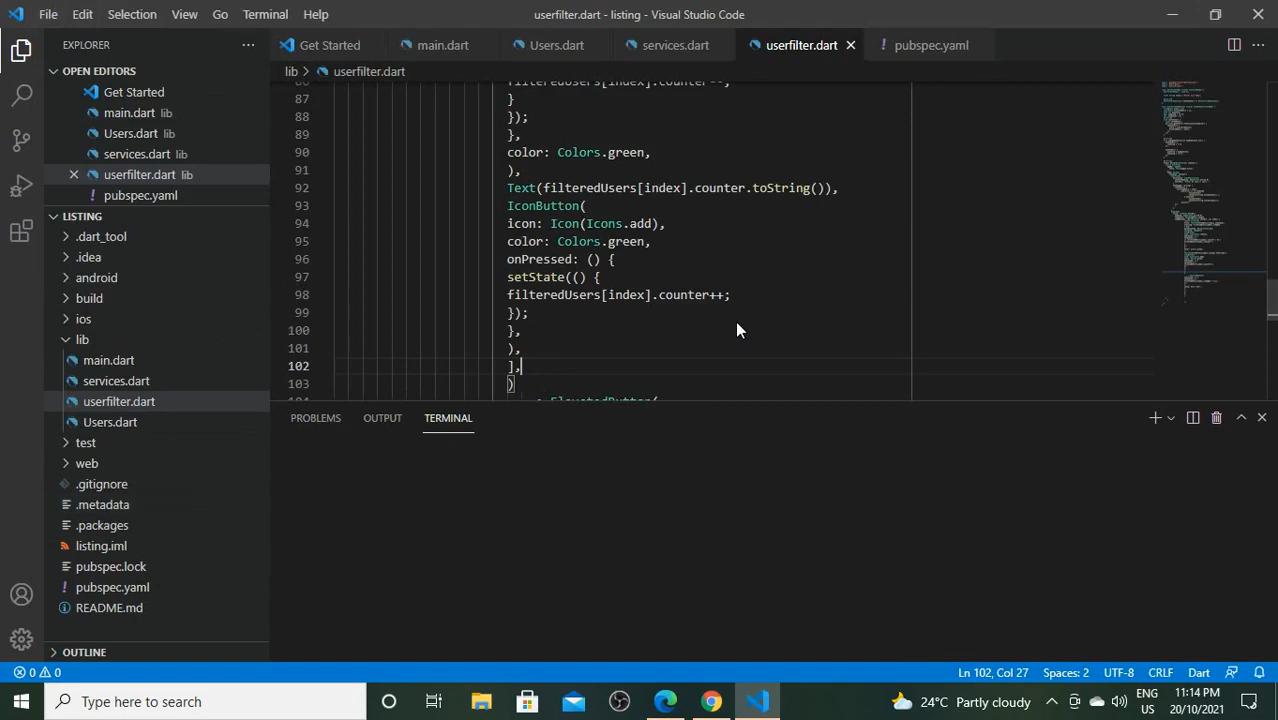 File Edit Selection View Go Terminal Help
userfilter.dart - listing - Visual Studio Code
EXPLORER
Get Started
main.dart
Users.dart
services.dart
userfilter.dart
pubspec.yaml
OPEN EDITORS
Get Started
main.dart lib
Users.dart lib
services.dart lib
userfilter.dart lib
pubspec.yaml
LISTING
.dart_tool
.idea
android
build
ios
lib
main.dart
services.dart
userfilter.dart
Users.dart
test
web
.gitignore
.metadata
.packages
listing.iml
pubspec.lock
pubspec.yaml
README.md
OUTLINE
lib > userfilter.dart
86 filteredUsers[index].counter--;
87 }
88 });
89 },
90 color: Colors.green,
91 ),
92 Text(filteredUsers[index].counter.toString()),
93 IconButton(
94 icon: Icon(Icons.add),
95 color: Colors.green,
96 onPressed: () {
97 setState(() {
98 filteredUsers[index].counter++;
99 });
100 },
101 ),
102 ],
103 )
104 : ElevatedButton(
PROBLEMS OUTPUT TERMINAL
0 0
Ln 102, Col 27 Spaces: 2 UTF-8 CRLF Dart
Type here to search
24°C Partly cloudy
ENG
US
11:14 PM
20/10/2021